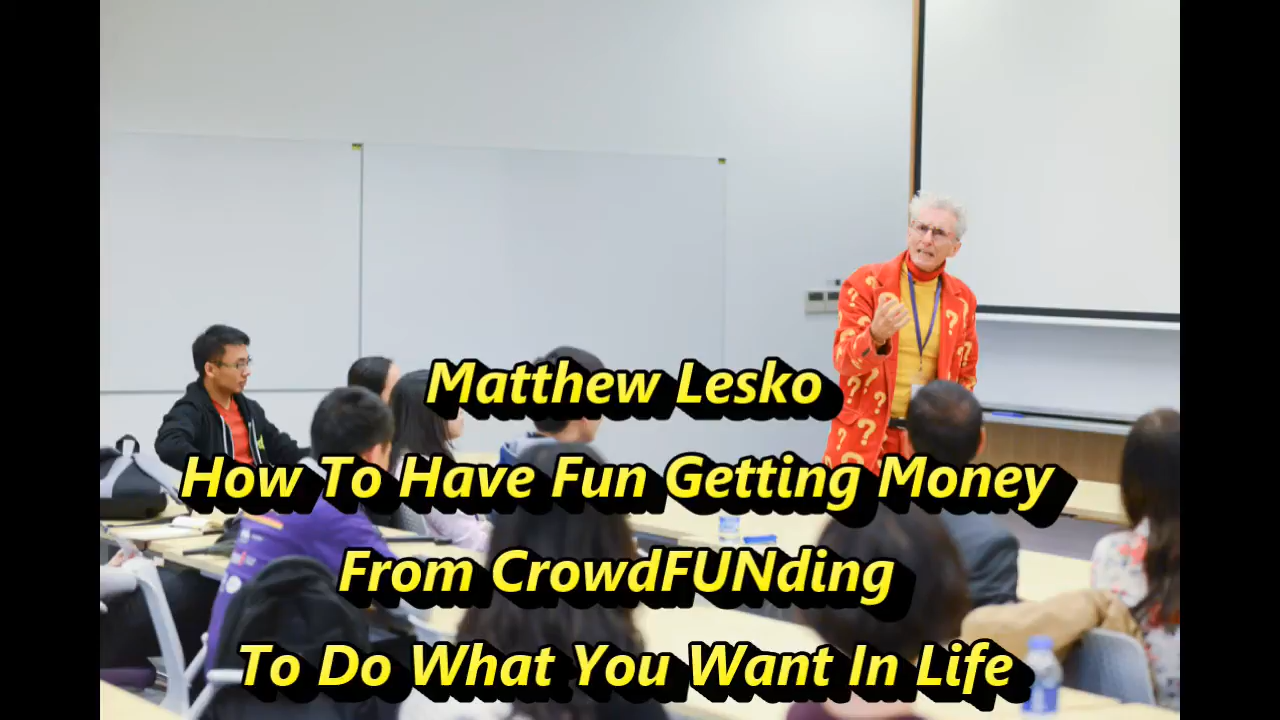 Matthew Lesko
How To Have Fun Getting Money
From CrowdFUNding
To Do What You Want In Life